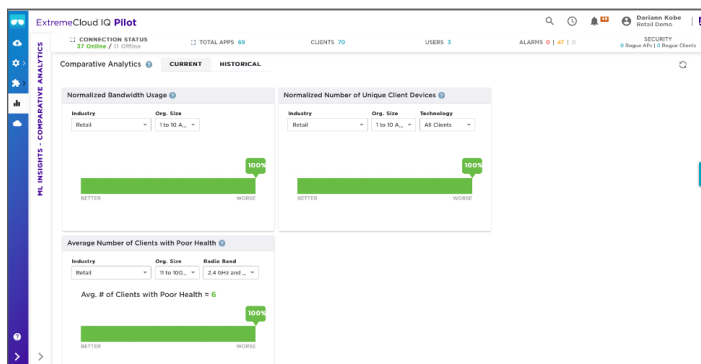 ExtremeCloud IQ Pilot
Dariann Kobe
Retail Demo
CONNECTION STATUS
37 Online / 11 Offline
TOTAL APPS 69
CLIENTS 70
USERS 3
ALARMS 0 | 47 | 0
SECURITY
0 Rogue APs | 0 Rogue Clients
ML INSIGHTS - COMPARATIVE ANALYTICS
Comparative Analytics
CURRENT
HISTORICAL
Normalized Bandwidth Usage
Industry
Org. Size
Retail
1 to 10 A...
100%
BETTER
WORSE
Normalized Number of Unique Client Devices
Industry
Org. Size
Technology
Retail
1 to 10 A...
All Clients
100%
BETTER
WORSE
Average Number of Clients with Poor Health
Industry
Org. Size
Radio Band
Retail
11 to 100...
2.4 GHz and ...
Avg. # of Clients with Poor Health = 6
100%
BETTER
WORSE